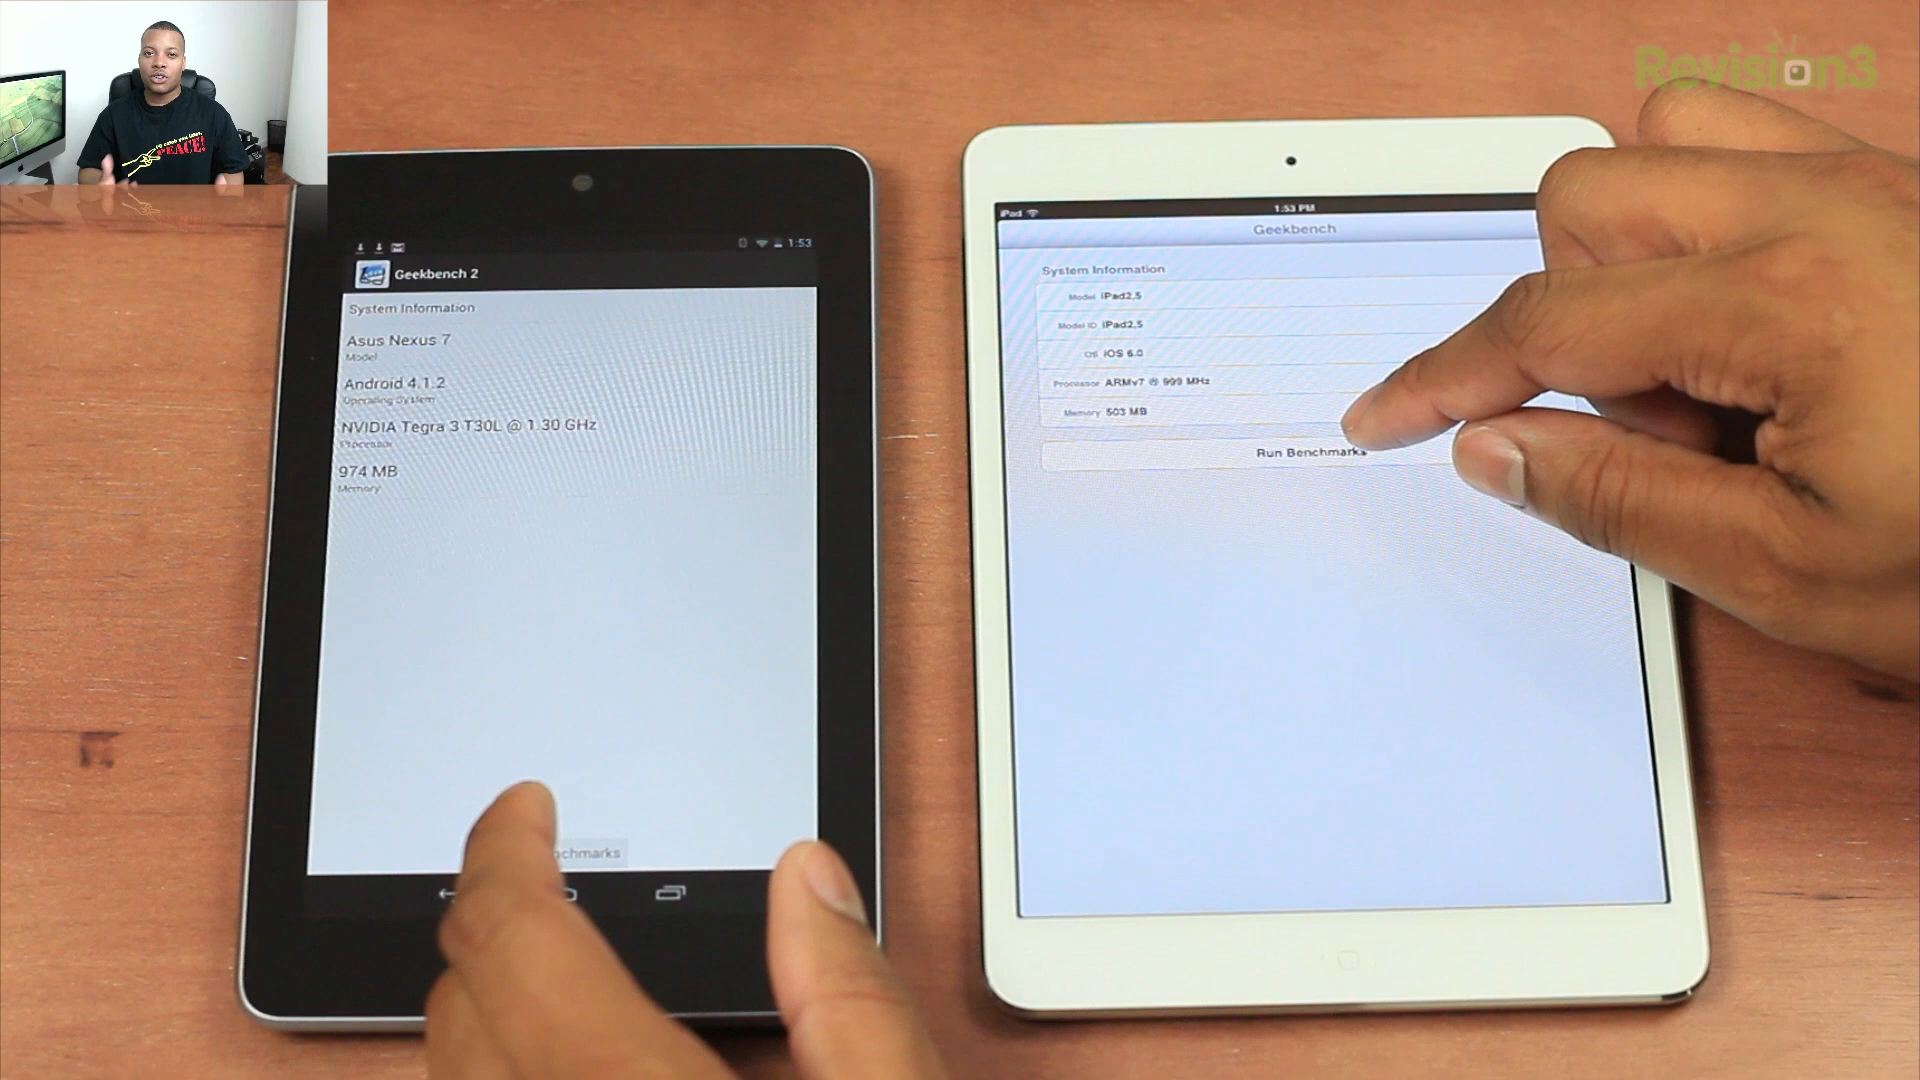 Revision3
PEACE!
1:53
Geekbench 2
System Information
Asus Nexus 7
Model
Android 4.1.2
Operating System
NVIDIA Tegra 3 T30L @ 1.30 GHz
Processor
974 MB
Memory
chmarks
iPad
1:53 PM
Geekbench
System Information
Model iPad2,5
Model ID iPad2,5
OS iOS 6.0
Processor ARMv7 @ 999 MHz
Memory 503 MB
Run Benchmarks